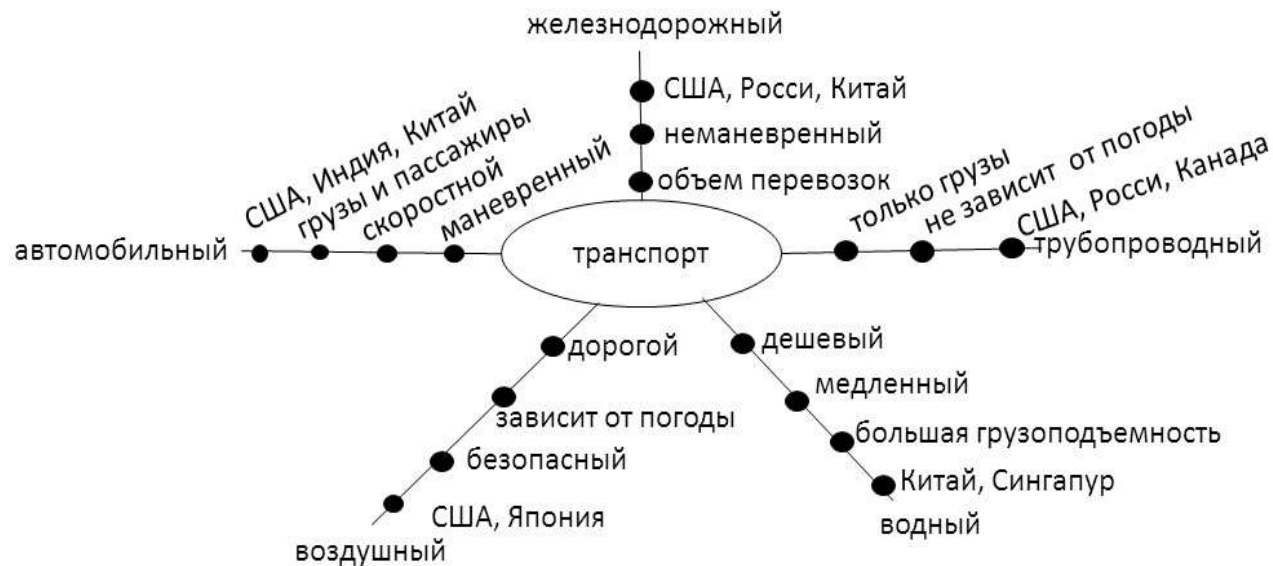 железнодорожный
США, Росси, Китай
неманевренный
объем перевозок
автомобильный
США, Индия, Китай
грузы и пассажиры
скоростной
маневренный
транспорт
только грузы
не зависит от погоды
США, Росси, Канада
трубопроводный
дорогой
зависит от погоды
безопасный
США, Япония
воздушный
дешевый
медленный
большая грузоподъемность
Китай, Сингапур
водный